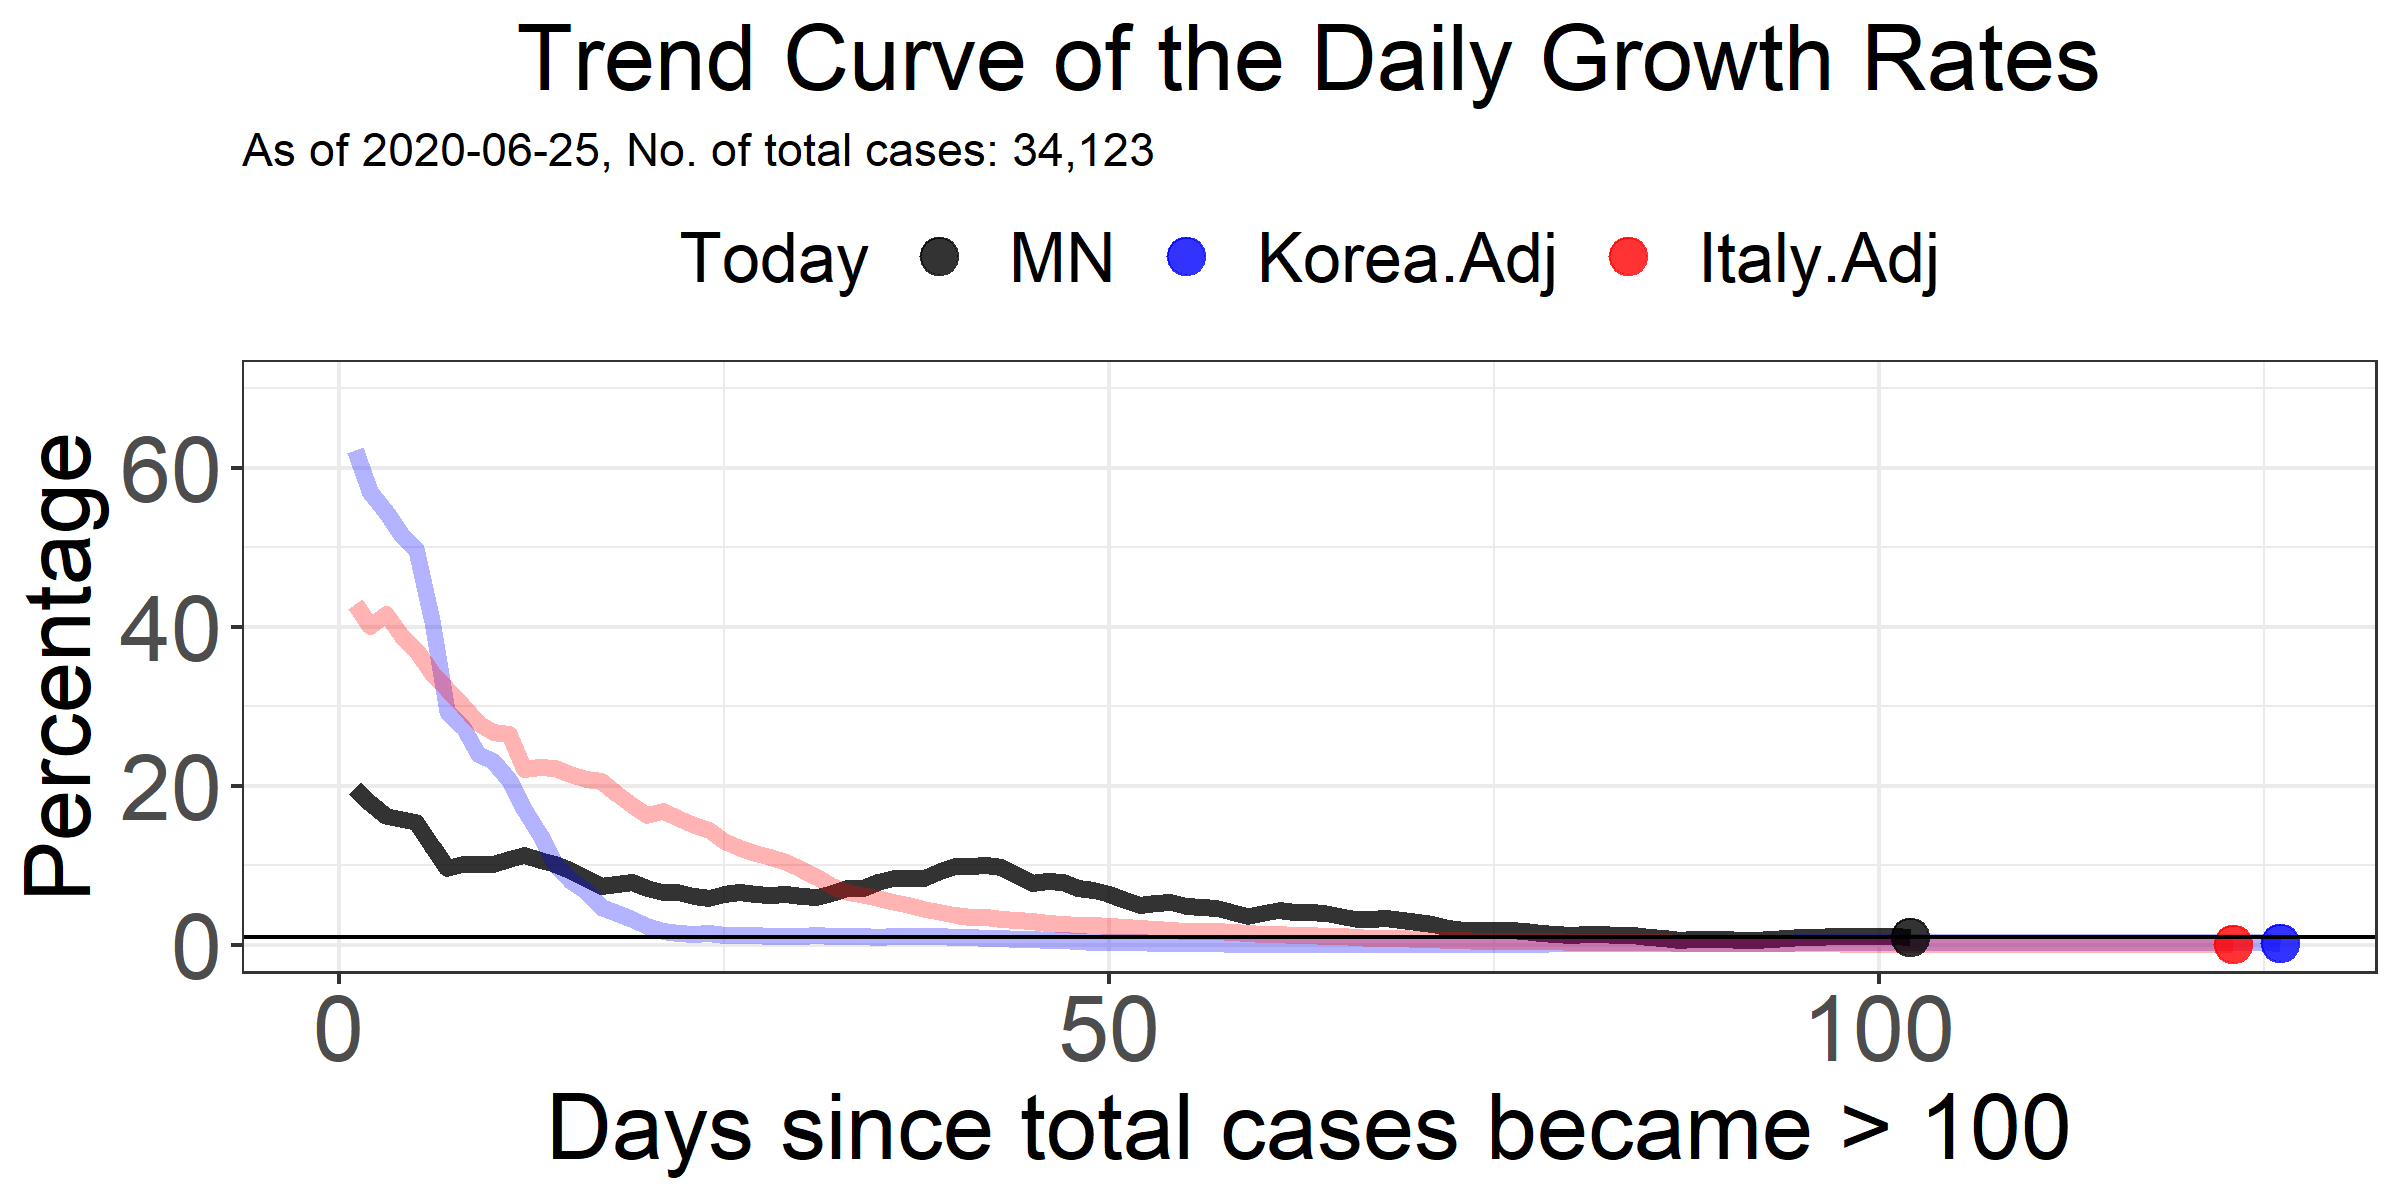 Trend Curve of the Daily Growth Rates
As of 2020-06-25, No. of total cases: 34,123
Today MN Korea.Adj Italy.Adj
Percentage
60
40
20
0
0 50 100
Days since total cases became > 100